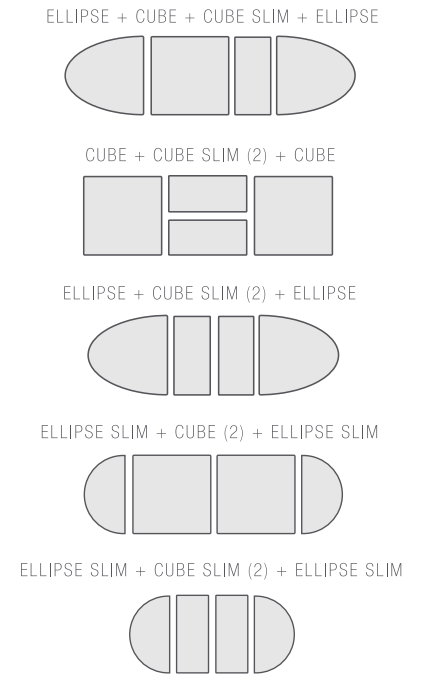 ELLIPSE + CUBE + CUBE SLIM + ELLIPSE
CUBE + CUBE SLIM (2) + CUBE
ELLIPSE + CUBE SLIM (2) + ELLIPSE
ELLIPSE SLIM + CUBE (2) + ELLIPSE SLIM
ELLIPSE SLIM + CUBE SLIM (2) + ELLIPSE SLIM